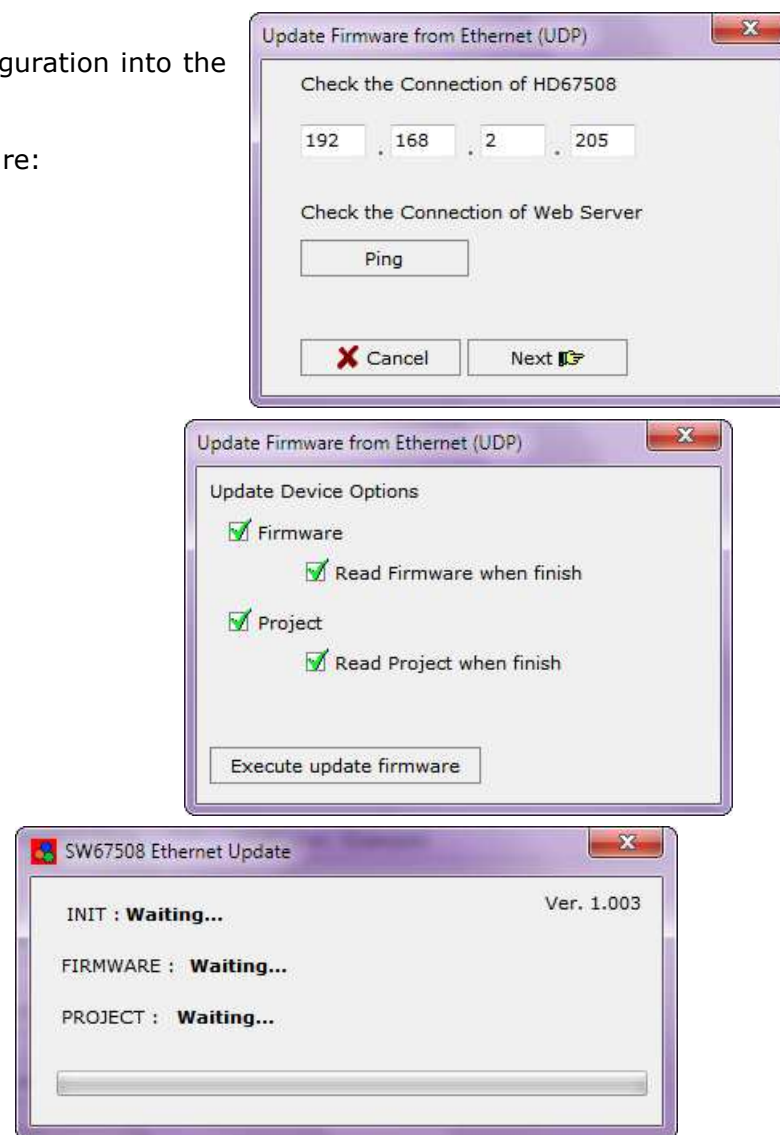 Update Firmware from Ethernet (UDP)
guration into the
Check the Connection of HD67508
192 . 168 . 2 . 205
re:
Check the Connection of Web Server
Ping
Cancel Next
Update Firmware from Ethernet (UDP)
Update Device Options
Firmware
Read Firmware when finish
Project
Read Project when finish
Execute update firmware
SW67508 Ethernet Update
Ver. 1.003
INIT : Waiting...
FIRMWARE : Waiting...
PROJECT : Waiting...